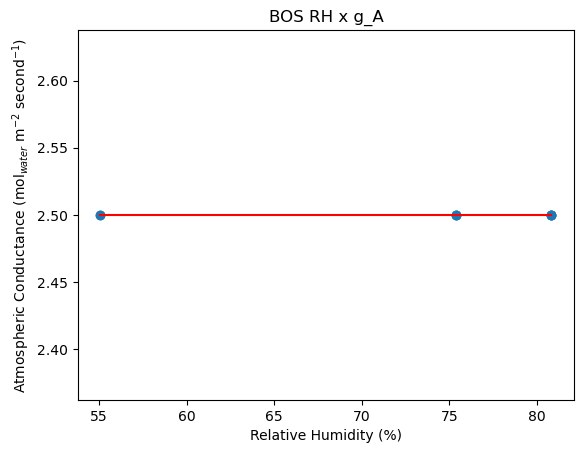 BOS RH x g_A
Atmospheric Conductance (mol_water m⁻² second⁻¹)
2.60
2.55
2.50
2.45
2.40
55 60 65 70 75 80
Relative Humidity (%)